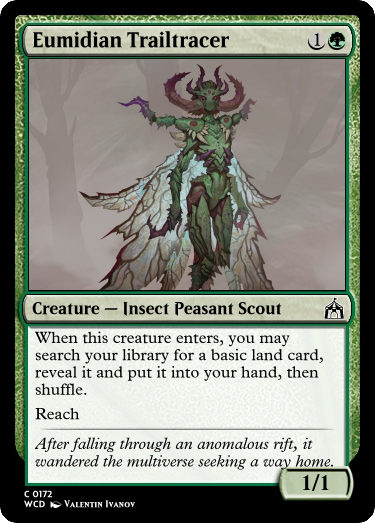 Eumidian Trailtracer 1
Creature — Insect Peasant Scout
When this creature enters, you may
search your library for a basic land card,
reveal it and put it into your hand, then
shuffle.
Reach
After falling through an anomalous rift, it
wandered the multiverse seeking a way home.
1/1
C 0172
WCD Valentin Ivanov